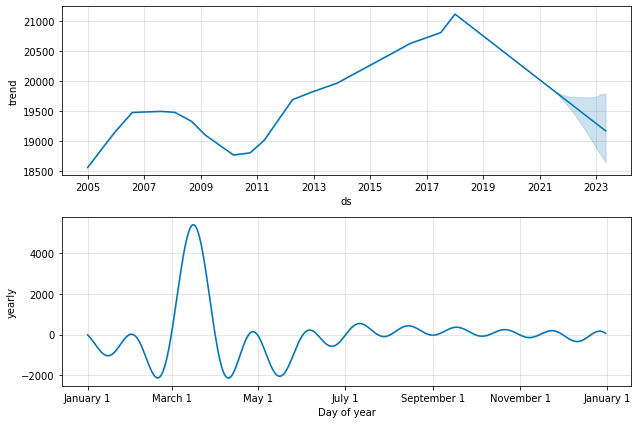 21000
20500
20000
19500
19000
18500
trend
2005 2007 2009 2011 2013 2015 2017 2019 2021 2023
ds
4000
2000
0
−2000
yearly
January 1 March 1 May 1 July 1 September 1 November 1 January 1
Day of year